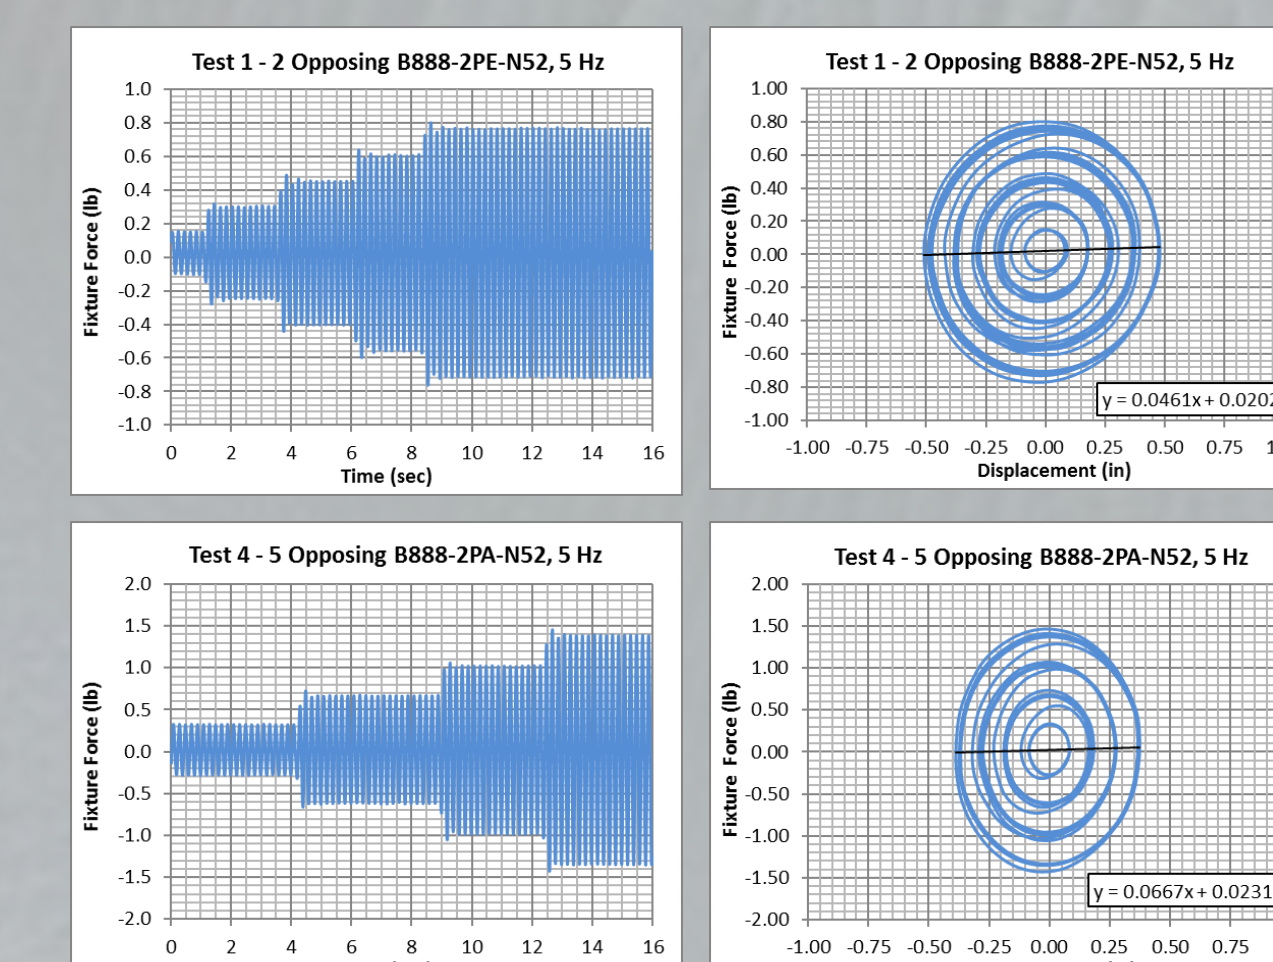 Test 1 - 2 Opposing B888-2PE-N52, 5 Hz
1.0
0.8
0.6
0.4
0.2
0.0
-0.2
-0.4
-0.6
-0.8
-1.0
Fixture Force (lb)
0 2 4 6 8 10 12 14 16
Time (sec)
Test 1 - 2 Opposing B888-2PE-N52, 5 Hz
1.00
0.80
0.60
0.40
0.20
0.00
-0.20
-0.40
-0.60
-0.80
-1.00
Fixture Force (lb)
y = 0.0461x + 0.0202
-1.00 -0.75 -0.50 -0.25 0.00 0.25 0.50 0.75 1
Displacement (in)
Test 4 - 5 Opposing B888-2PA-N52, 5 Hz
2.0
1.5
1.0
0.5
0.0
-0.5
-1.0
-1.5
-2.0
Fixture Force (lb)
0 2 4 6 8 10 12 14 16
Test 4 - 5 Opposing B888-2PA-N52, 5 Hz
2.00
1.50
1.00
0.50
0.00
-0.50
-1.00
-1.50
-2.00
Fixture Force (lb)
y = 0.0667x + 0.0231
-1.00 -0.75 -0.50 -0.25 0.00 0.25 0.50 0.75